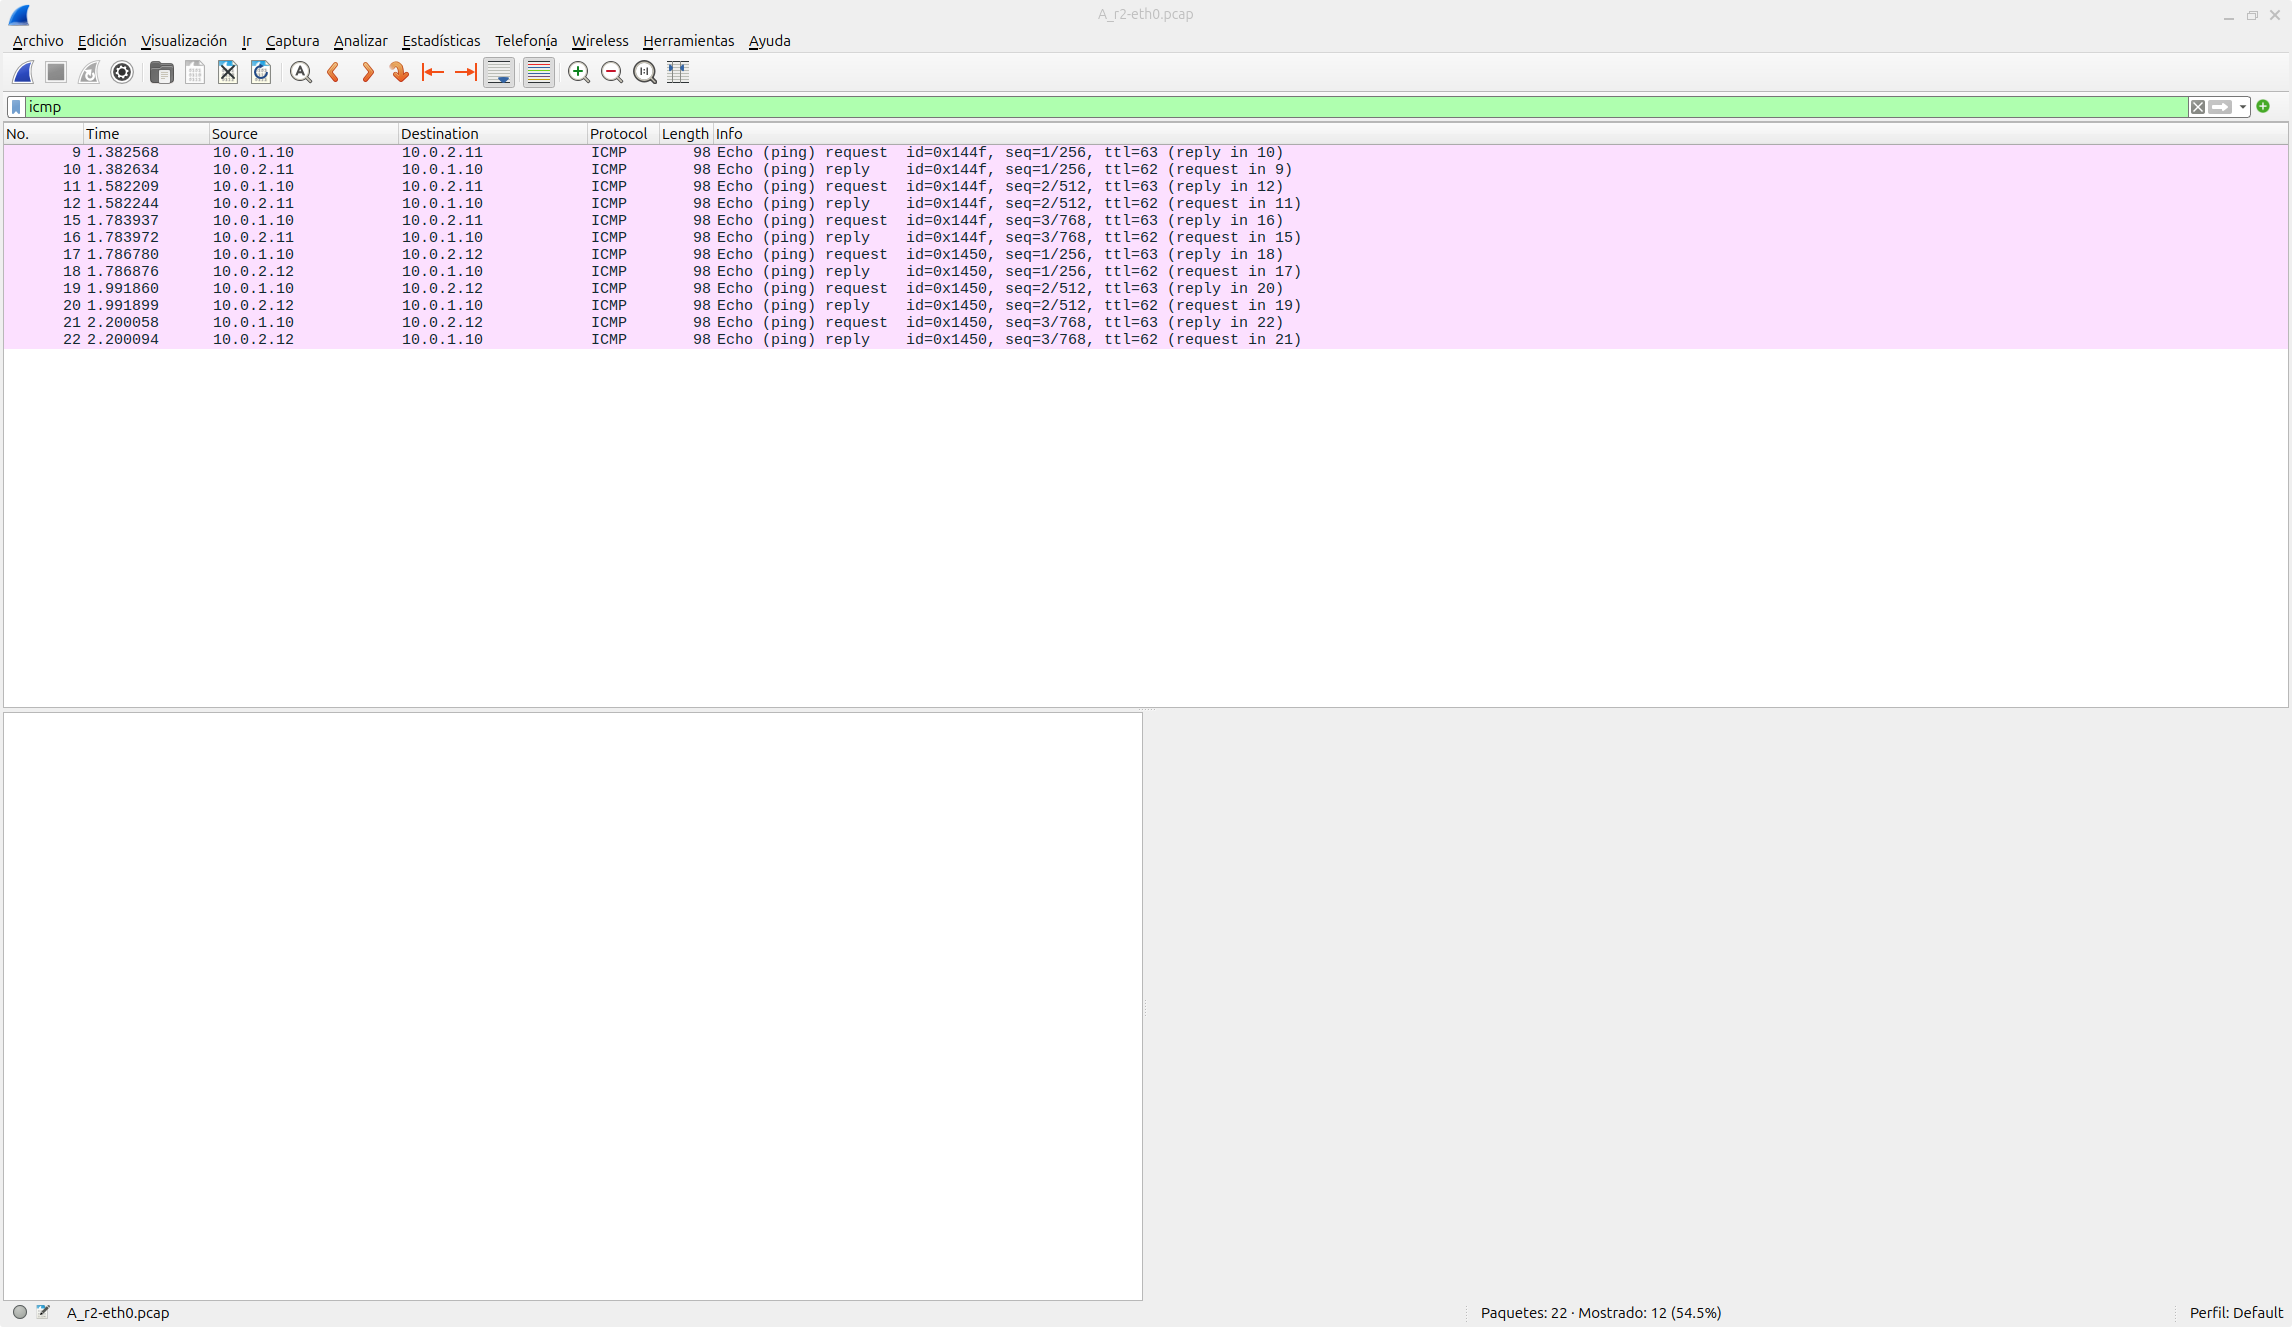 A_r2-eth0.pcap
Archivo Edición Visualización Ir Captura Analizar Estadísticas Telefonía Wireless Herramientas Ayuda
icmp
No. Time Source Destination Protocol Length Info
9 1.382568 10.0.1.10 10.0.2.11 ICMP 98 Echo (ping) request id=0x144f, seq=1/256, ttl=63 (reply in 10)
10 1.382634 10.0.2.11 10.0.1.10 ICMP 98 Echo (ping) reply id=0x144f, seq=1/256, ttl=62 (request in 9)
11 1.582209 10.0.1.10 10.0.2.11 ICMP 98 Echo (ping) request id=0x144f, seq=2/512, ttl=63 (reply in 12)
12 1.582244 10.0.2.11 10.0.1.10 ICMP 98 Echo (ping) reply id=0x144f, seq=2/512, ttl=62 (request in 11)
15 1.783937 10.0.1.10 10.0.2.11 ICMP 98 Echo (ping) request id=0x144f, seq=3/768, ttl=63 (reply in 16)
16 1.783972 10.0.2.11 10.0.1.10 ICMP 98 Echo (ping) reply id=0x144f, seq=3/768, ttl=62 (request in 15)
17 1.786780 10.0.1.10 10.0.2.12 ICMP 98 Echo (ping) request id=0x1450, seq=1/256, ttl=63 (reply in 18)
18 1.786876 10.0.2.12 10.0.1.10 ICMP 98 Echo (ping) reply id=0x1450, seq=1/256, ttl=62 (request in 17)
19 1.991860 10.0.1.10 10.0.2.12 ICMP 98 Echo (ping) request id=0x1450, seq=2/512, ttl=63 (reply in 20)
20 1.991899 10.0.2.12 10.0.1.10 ICMP 98 Echo (ping) reply id=0x1450, seq=2/512, ttl=62 (request in 19)
21 2.200058 10.0.1.10 10.0.2.12 ICMP 98 Echo (ping) request id=0x1450, seq=3/768, ttl=63 (reply in 22)
22 2.200094 10.0.2.12 10.0.1.10 ICMP 98 Echo (ping) reply id=0x1450, seq=3/768, ttl=62 (request in 21)
A_r2-eth0.pcap Paquetes: 22 · Mostrado: 12 (54.5%) Perfil: Default